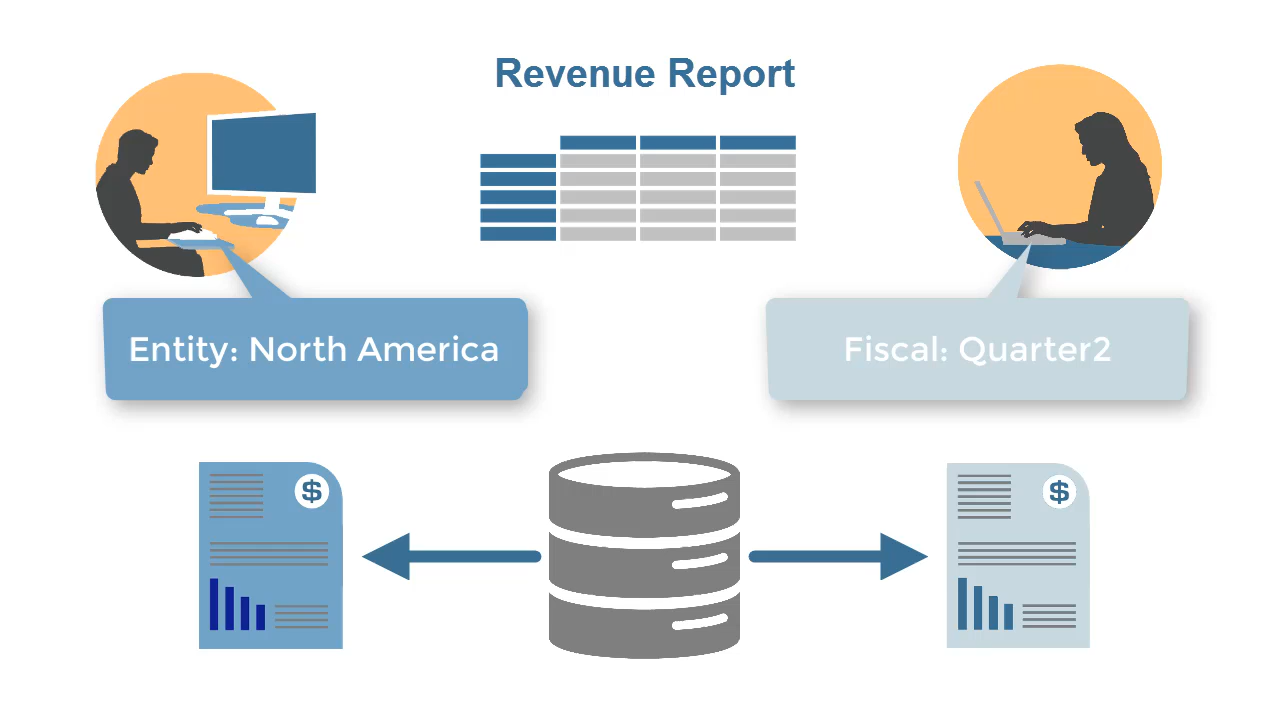 Revenue Report
Entity: North America
Fiscal: Quarter2
$
$